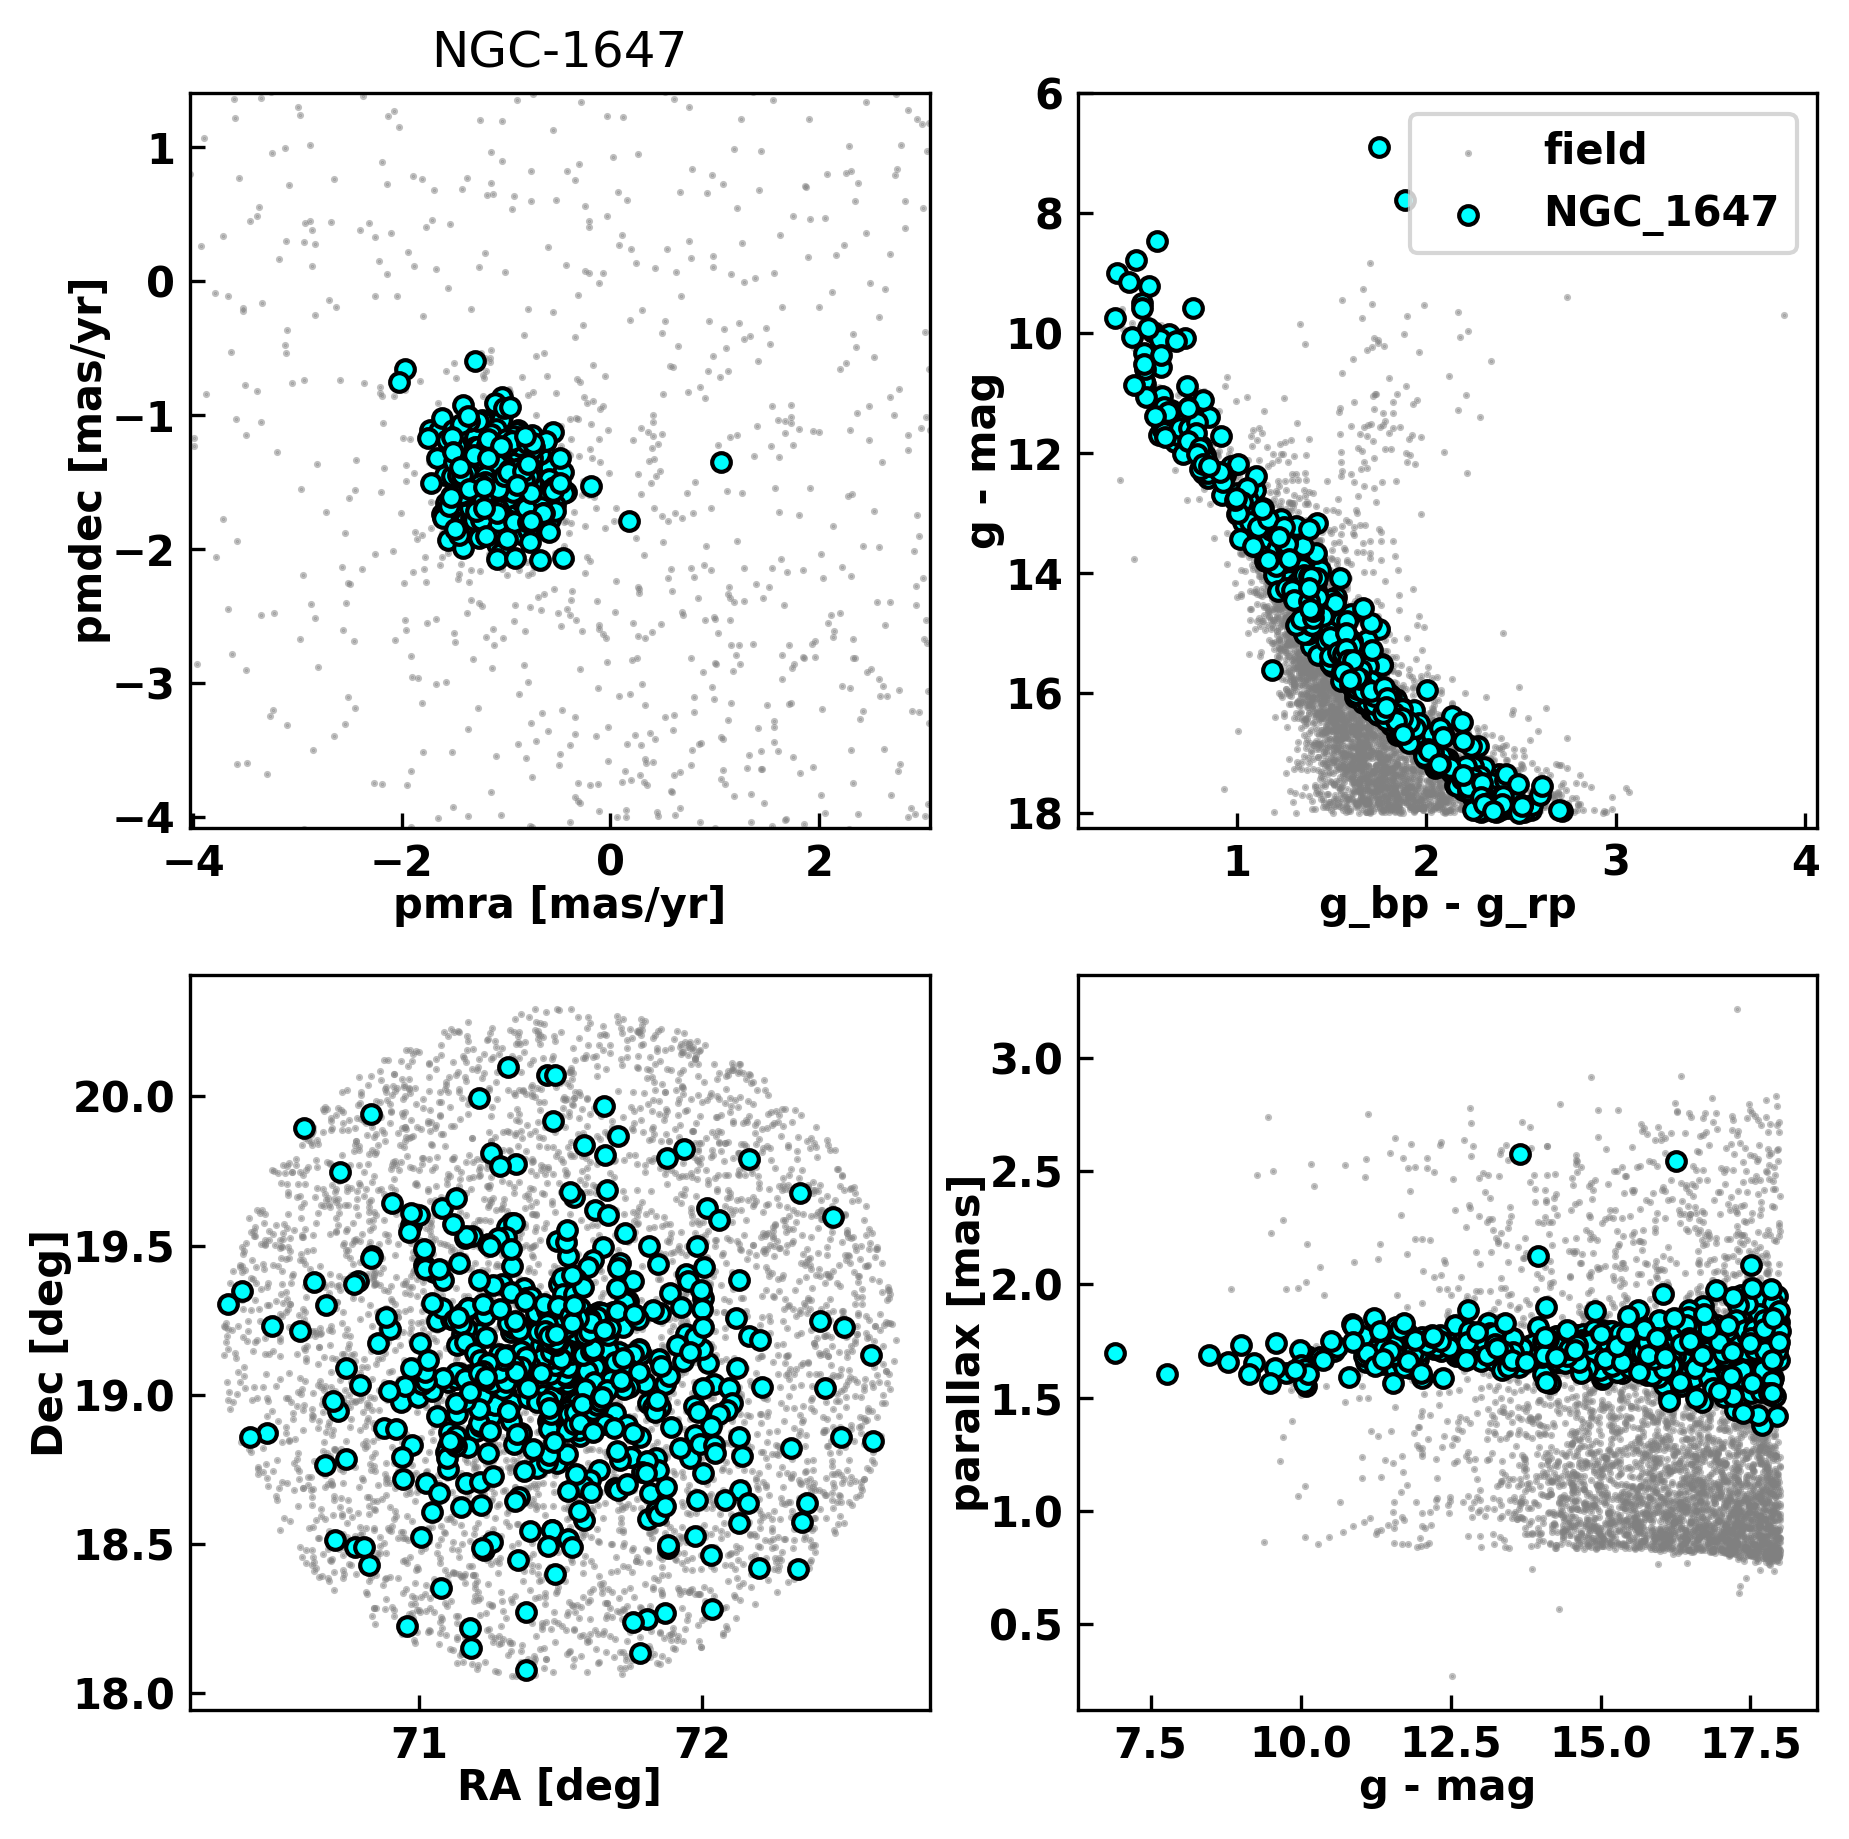 NGC-1647
1
0
−1
−2
−3
−4
pmdec [mas/yr]
−4 −2 0 2
pmra [mas/yr]
6
8
10
12
14
16
18
g - mag
field
NGC_1647
1 2 3 4
g_bp - g_rp
20.0
19.5
19.0
18.5
18.0
Dec [deg]
71 72
RA [deg]
3.0
2.5
2.0
1.5
1.0
0.5
parallax [mas]
7.5 10.0 12.5 15.0 17.5
g - mag